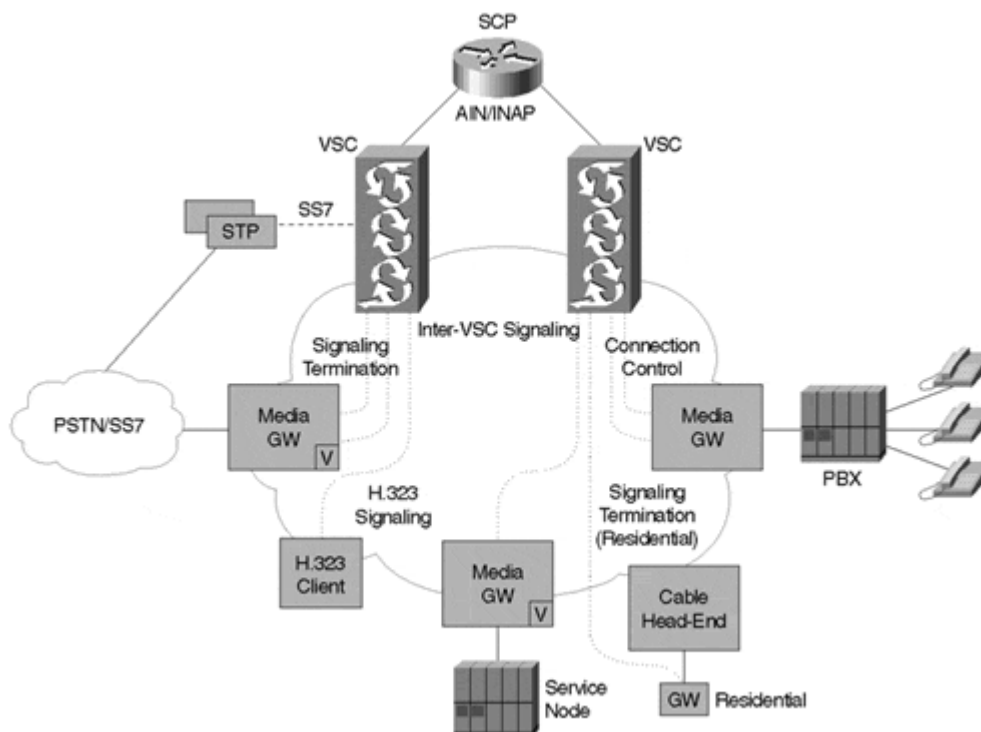 SCP
AIN/INAP
VSC
VSC
SS7
STP
Inter-VSC Signaling
Signaling
Termination
Connection
Control
PSTN/SS7
Media
GW
V
Media
GW
PBX
H.323
Signaling
Signaling
Termination
(Residential)
H.323
Client
Media
GW
V
Cable
Head-End
Service
Node
GW
Residential